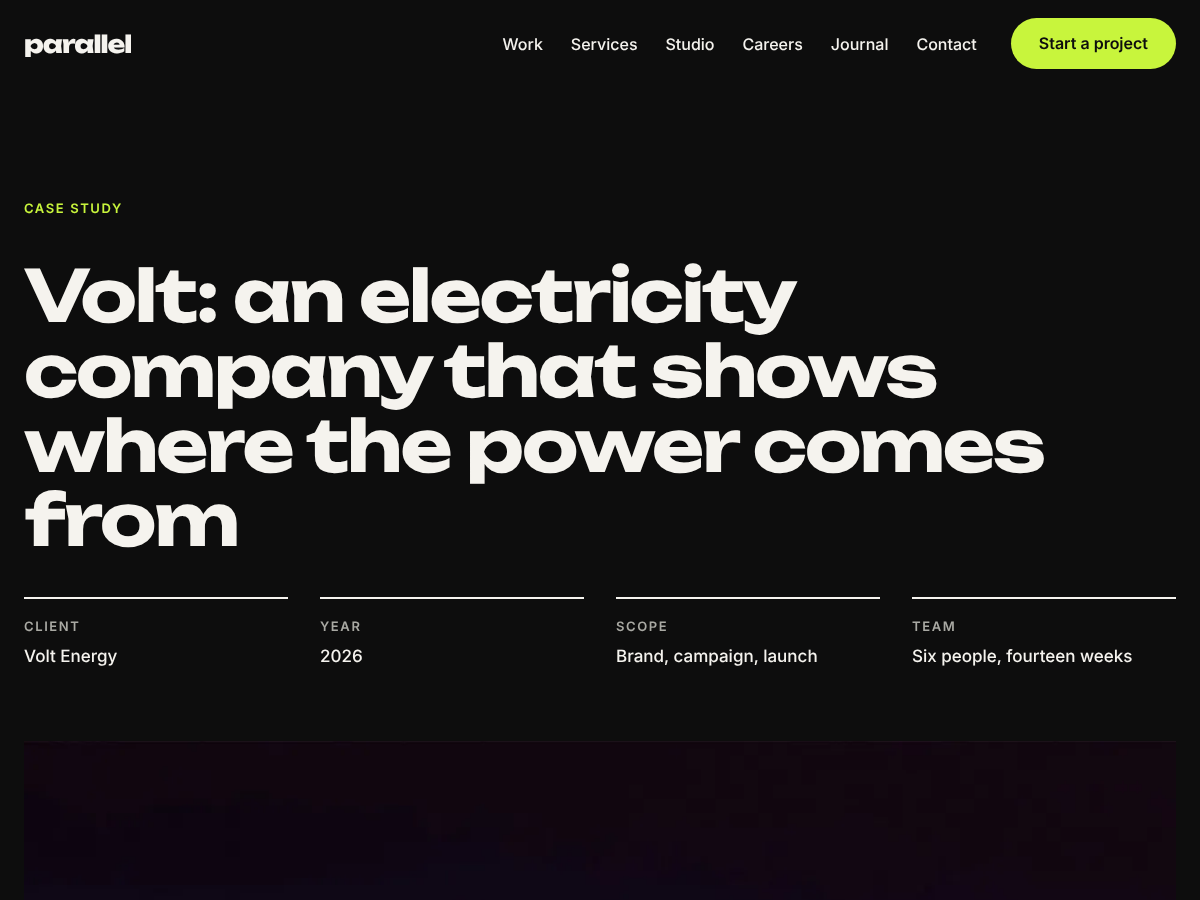 parallel
Work Services Studio Careers Journal Contact Start a project
CASE STUDY
Volt: an electricity
company that shows
where the power comes
from
CLIENT YEAR SCOPE TEAM
Volt Energy 2026 Brand, campaign, launch Six people, fourteen weeks